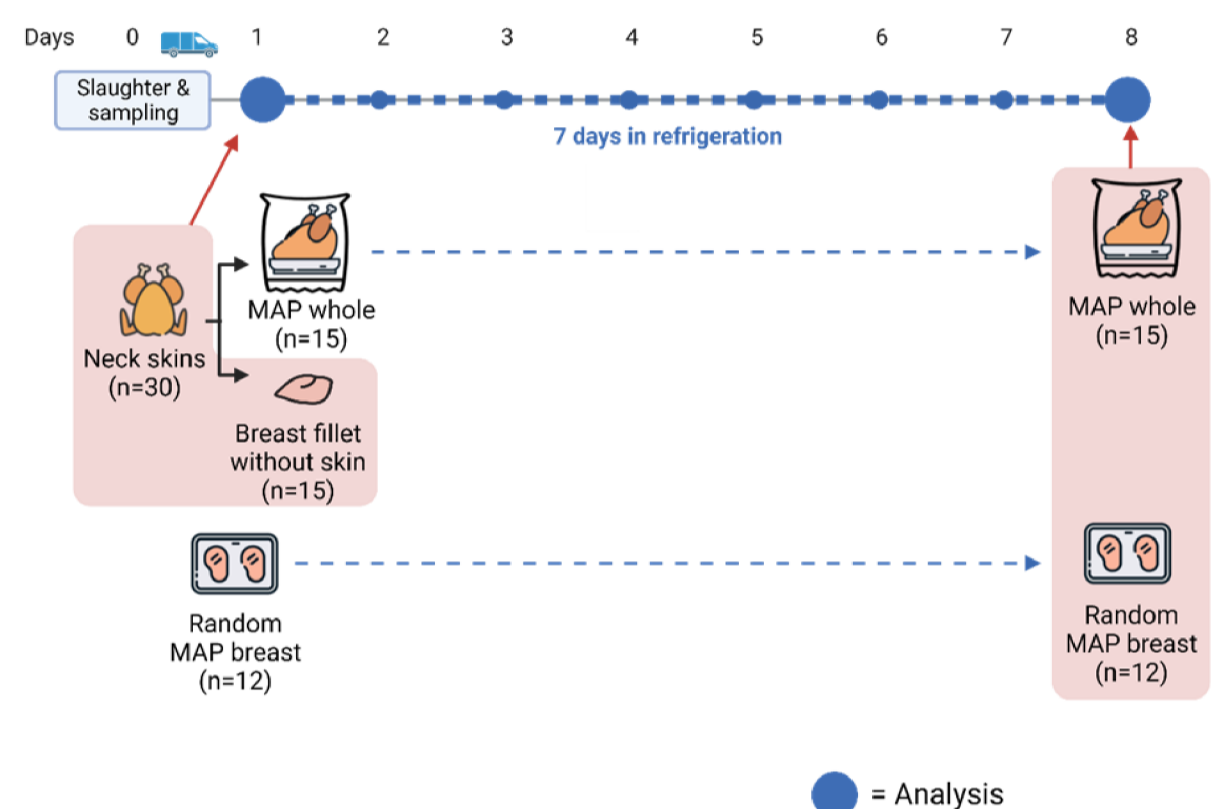 Days 0 1 2 3 4 5 6 7 8
Slaughter &
sampling
7 days in refrigeration
Neck skins
(n=30)
MAP whole
(n=15)
Breast fillet
without skin
(n=15)
Random
MAP breast
(n=12)
MAP whole
(n=15)
Random
MAP breast
(n=12)
= Analysis